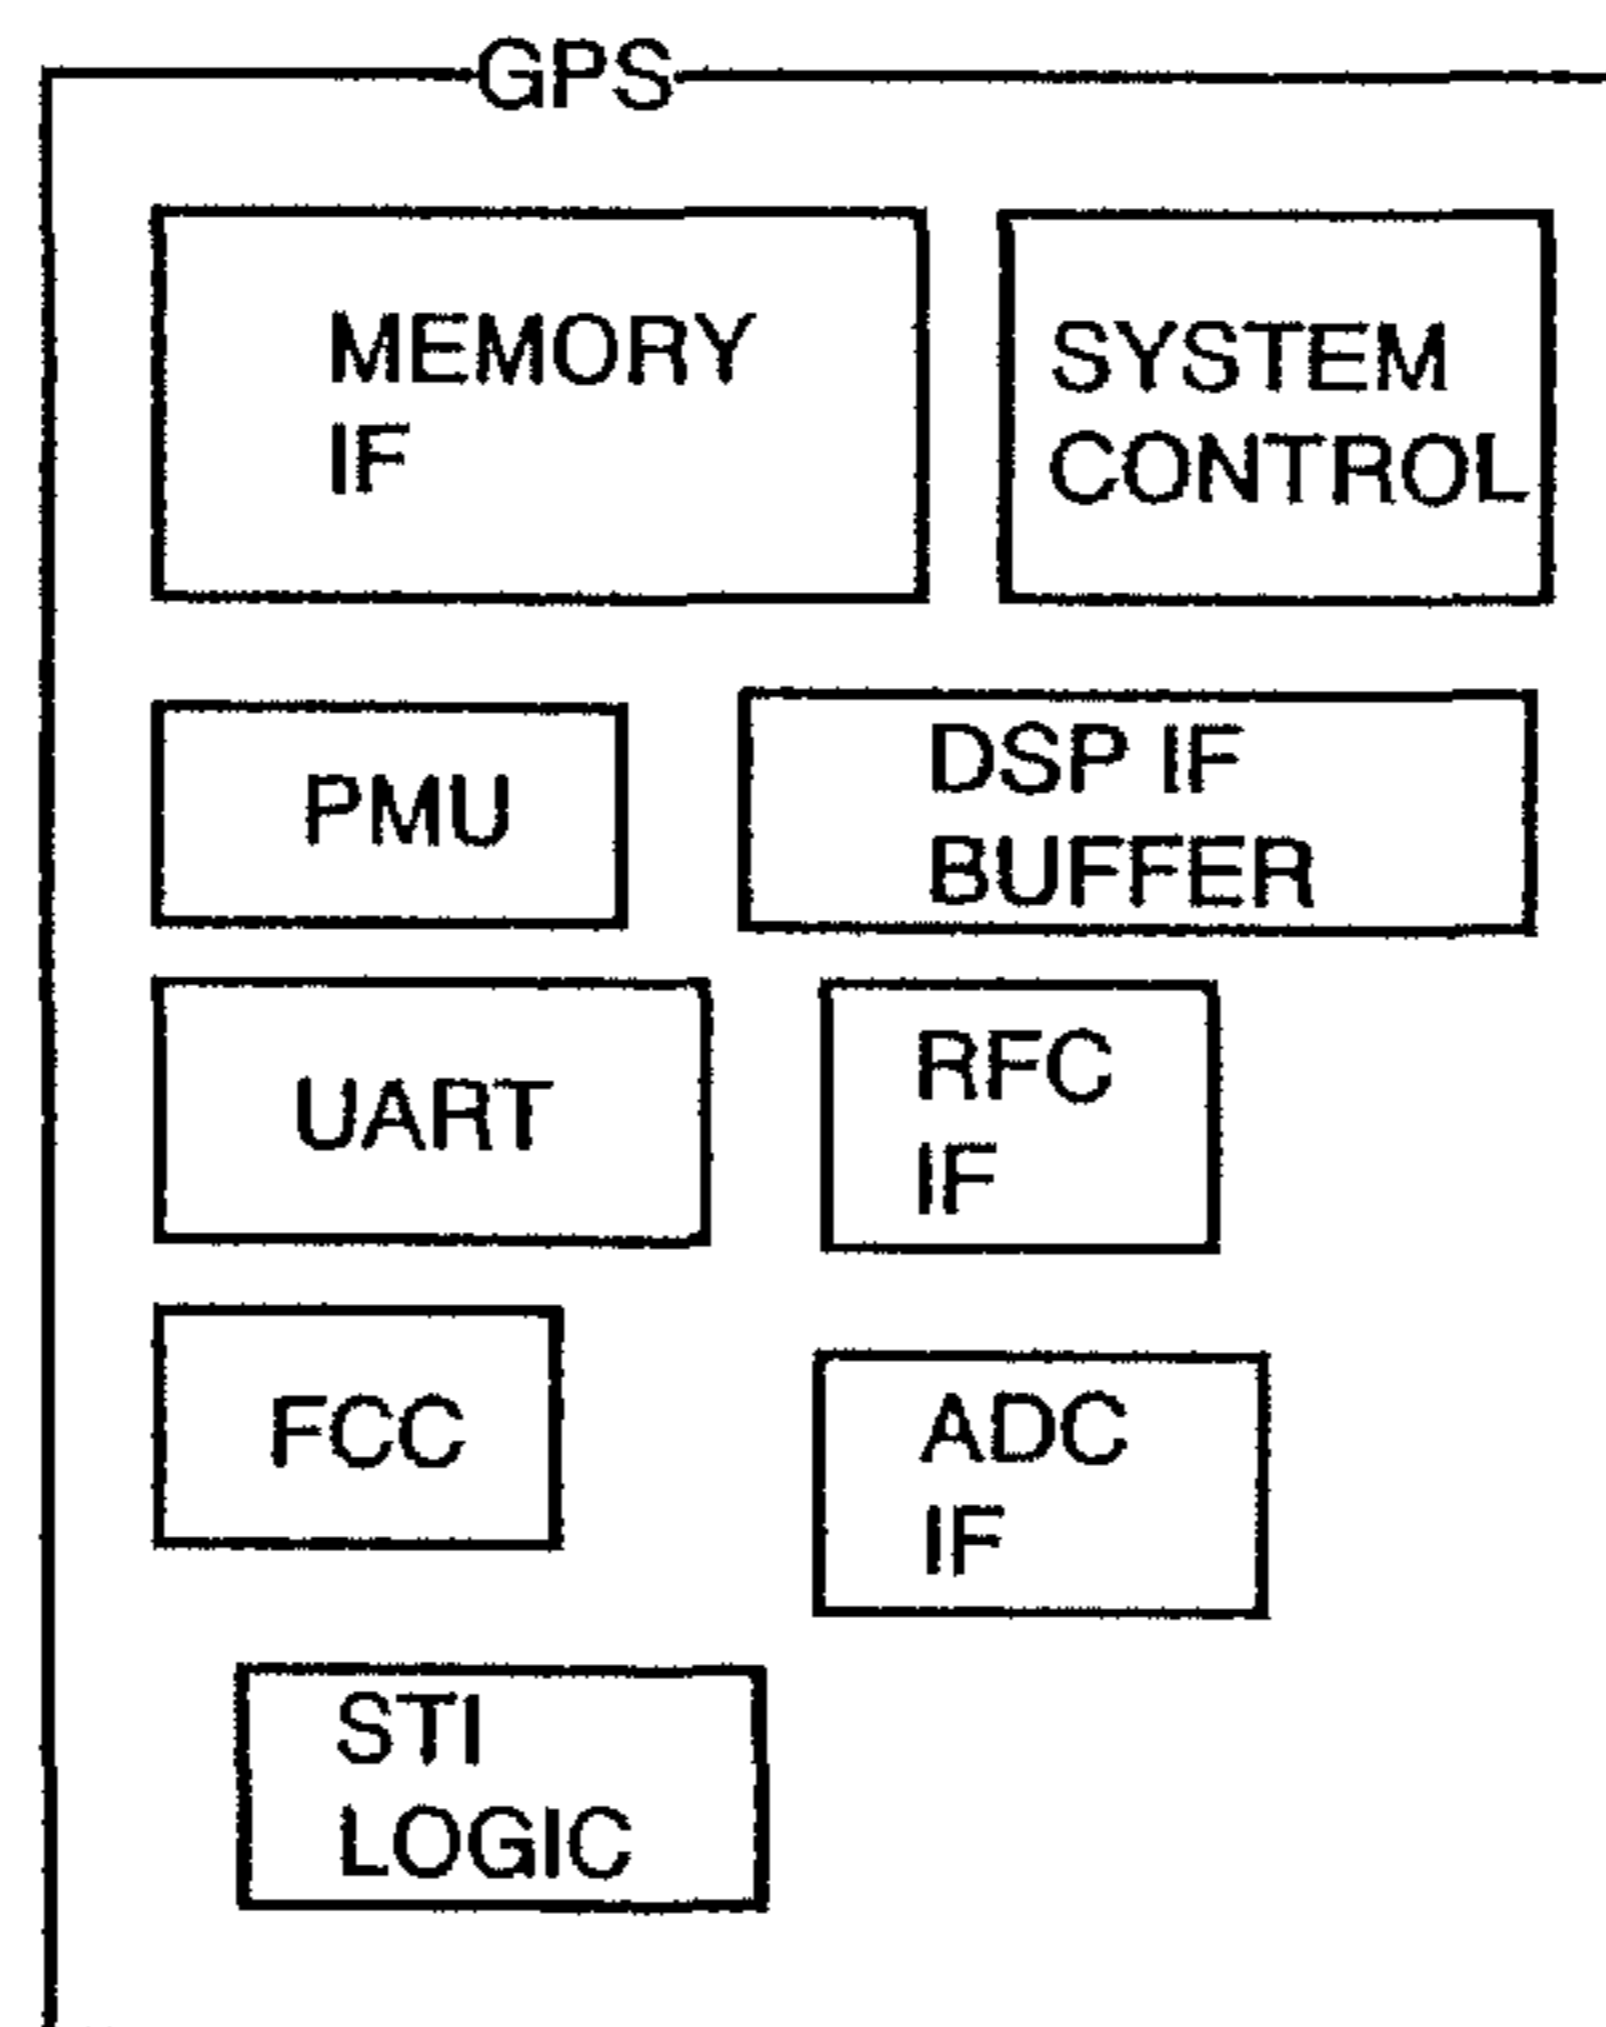 GPS
MEMORY
IF
SYSTEM
CONTROL
PMU
DSP IF
BUFFER
UART
RFC
IF
FCC
ADC
IF
STI
LOGIC